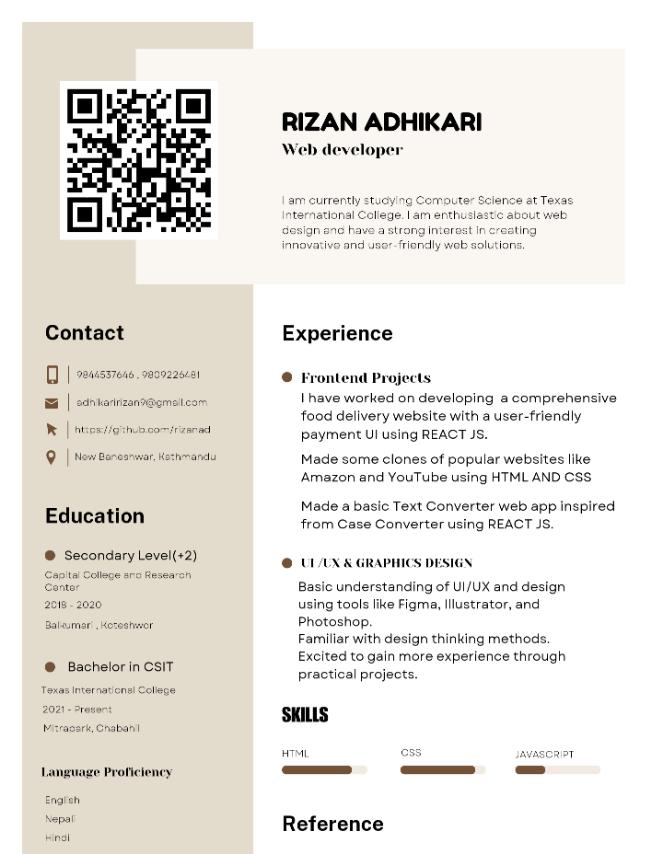 RIZAN ADHIKARI
Web developer
I am currently studying Computer Science at Texas
International College. I am enthusiastic about web
design and have a strong interest in creating
innovative and user-friendly web solutions.
Contact
9844537646 , 9809226481
adhikaririzan9@gmail.com
https://github.com/rizanad
New Baneshwar, Kathmandu
Education
Secondary Level(+2)
Capital College and Research
Center
2018 - 2020
Balkumari , Koteshwor
Bachelor in CSIT
Texas International College
2021 - Present
Mitrapark, Chabahil
Language Proficiency
English
Nepali
Hindi
Experience
Frontend Projects
I have worked on developing a comprehensive
food delivery website with a user-friendly
payment UI using REACT JS.
Made some clones of popular websites like
Amazon and YouTube using HTML AND CSS
Made a basic Text Converter web app inspired
from Case Converter using REACT JS.
UI /UX & GRAPHICS DESIGN
Basic understanding of UI/UX and design
using tools like Figma, Illustrator, and
Photoshop.
Familiar with design thinking methods.
Excited to gain more experience through
practical projects.
SKILLS
HTML
CSS
JAVASCRIPT
Reference